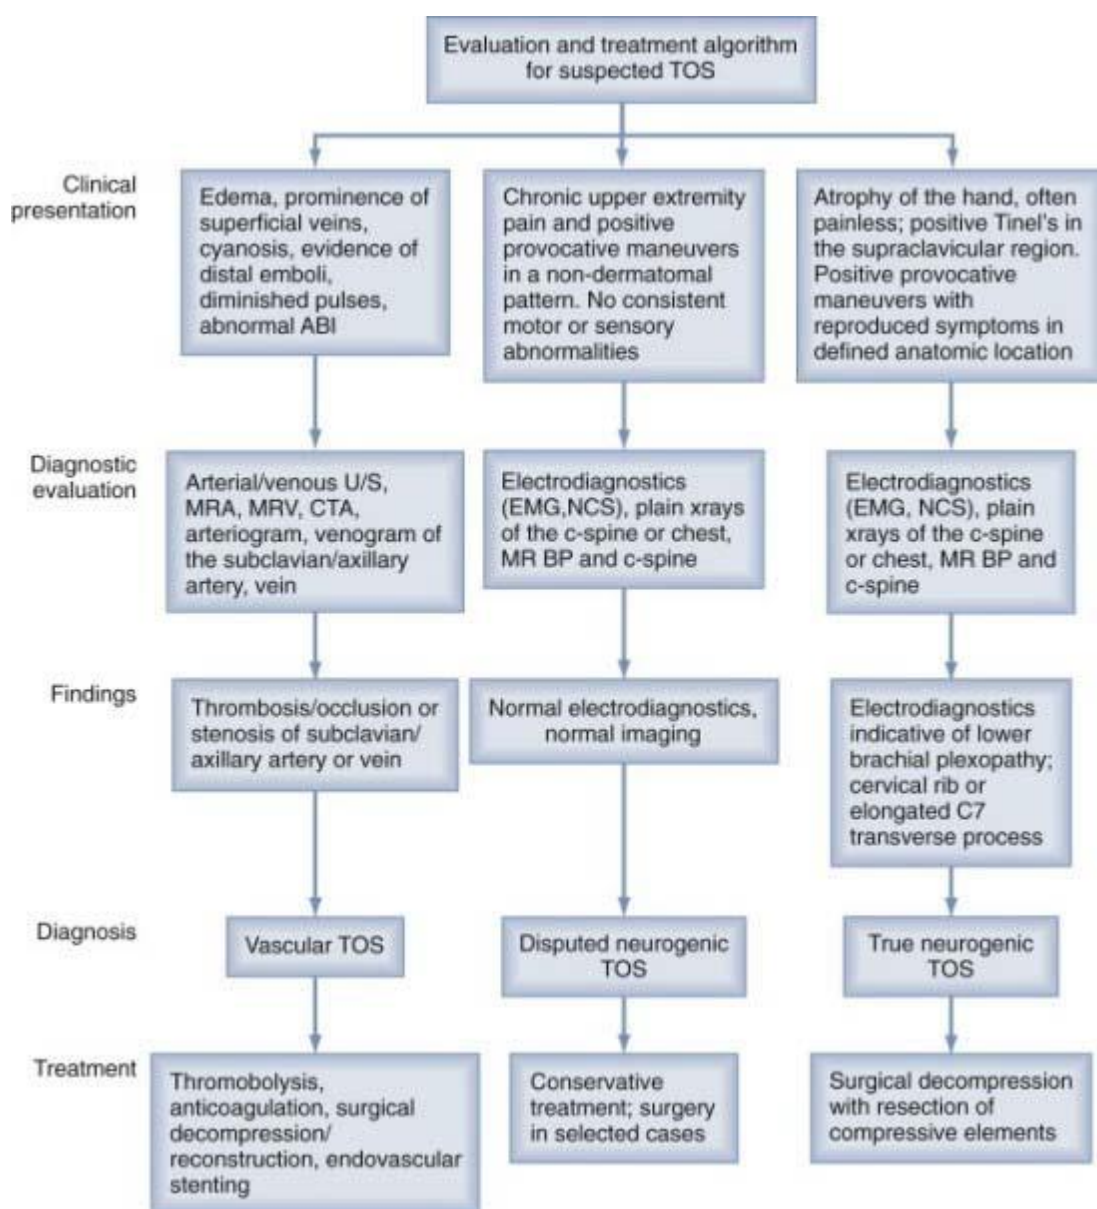 Evaluation and treatment algorithm
for suspected TOS
Clinical
presentation
Edema, prominence of
superficial veins,
cyanosis, evidence of
distal emboli,
diminished pulses,
abnormal ABI
Chronic upper extremity
pain and positive
provocative maneuvers
in a non-dermatomal
pattern. No consistent
motor or sensory
abnormalities
Atrophy of the hand, often
painless; positive Tinel's in
the supraclavicular region.
Positive provocative
maneuvers with
reproduced symptoms in
defined anatomic location
Diagnostic
evaluation
Arterial/venous U/S,
MRA, MRV, CTA,
arteriogram, venogram of
the subclavian/axillary
artery, vein
Electrodiagnostics
(EMG,NCS), plain xrays
of the c-spine or chest,
MR BP and c-spine
Electrodiagnostics
(EMG, NCS), plain
xrays of the c-spine
or chest, MR BP and
c-spine
Findings
Thrombosis/occlusion or
stenosis of subclavian/
axillary artery or vein
Normal electrodiagnostics,
normal imaging
Electrodiagnostics
indicative of lower
brachial plexopathy;
cervical rib or
elongated C7
transverse process
Diagnosis
Vascular TOS
Disputed neurogenic
TOS
True neurogenic
TOS
Treatment
Thromobolysis,
anticoagulation, surgical
decompression/
reconstruction, endovascular
stenting
Conservative
treatment; surgery
in selected cases
Surgical decompression
with resection of
compressive elements